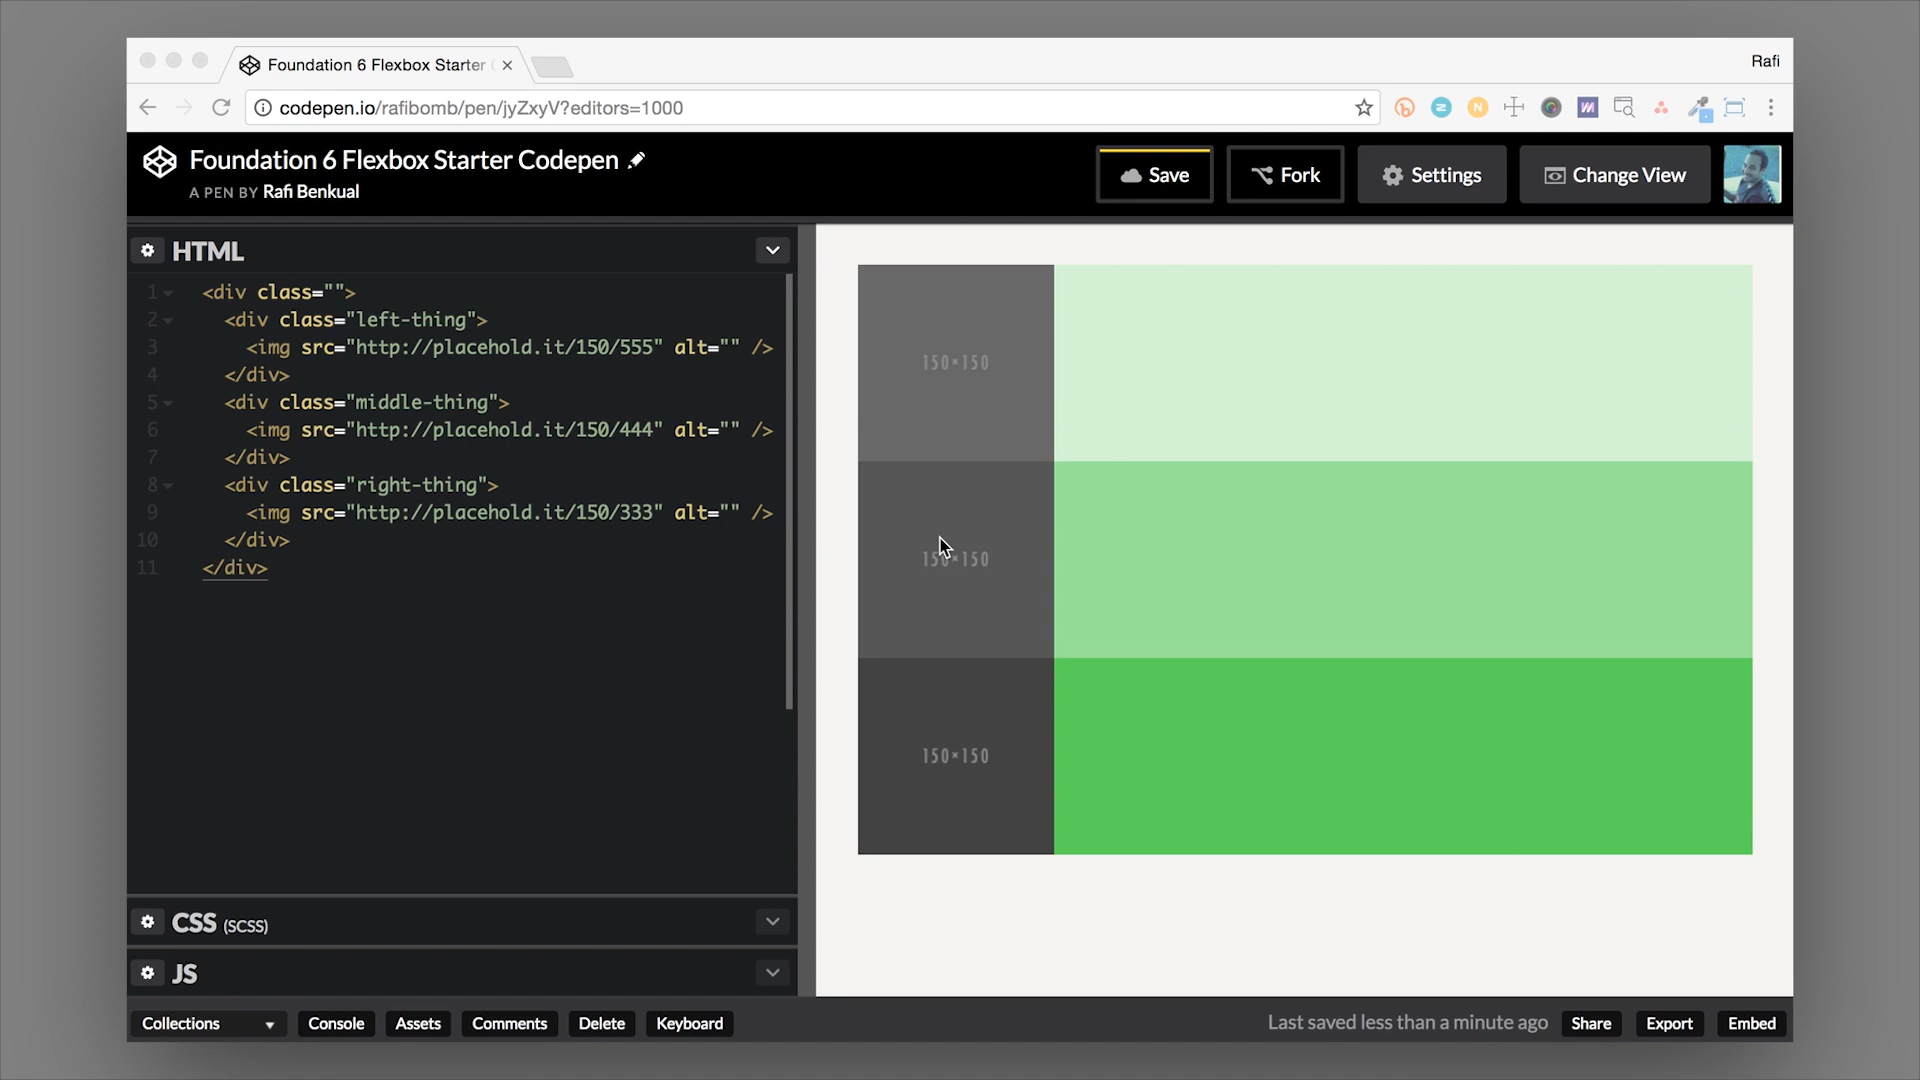 Foundation 6 Flexbox Starter
Rafi
codepen.io/rafibomb/pen/jyZxyV?editors=1000
Foundation 6 Flexbox Starter Codepen
A PEN BY Rafi Benkual
Save
Fork
Settings
Change View
HTML
1 <div class="">
2 <div class="left-thing">
3 <img src="http://placehold.it/150/555" alt="" />
4 </div>
5 <div class="middle-thing">
6 <img src="http://placehold.it/150/444" alt="" />
7 </div>
8 <div class="right-thing">
9 <img src="http://placehold.it/150/333" alt="" />
10 </div>
11 </div>
150×150
150×150
150×150
CSS (SCSS)
JS
Collections
Console
Assets
Comments
Delete
Keyboard
Last saved less than a minute ago
Share
Export
Embed